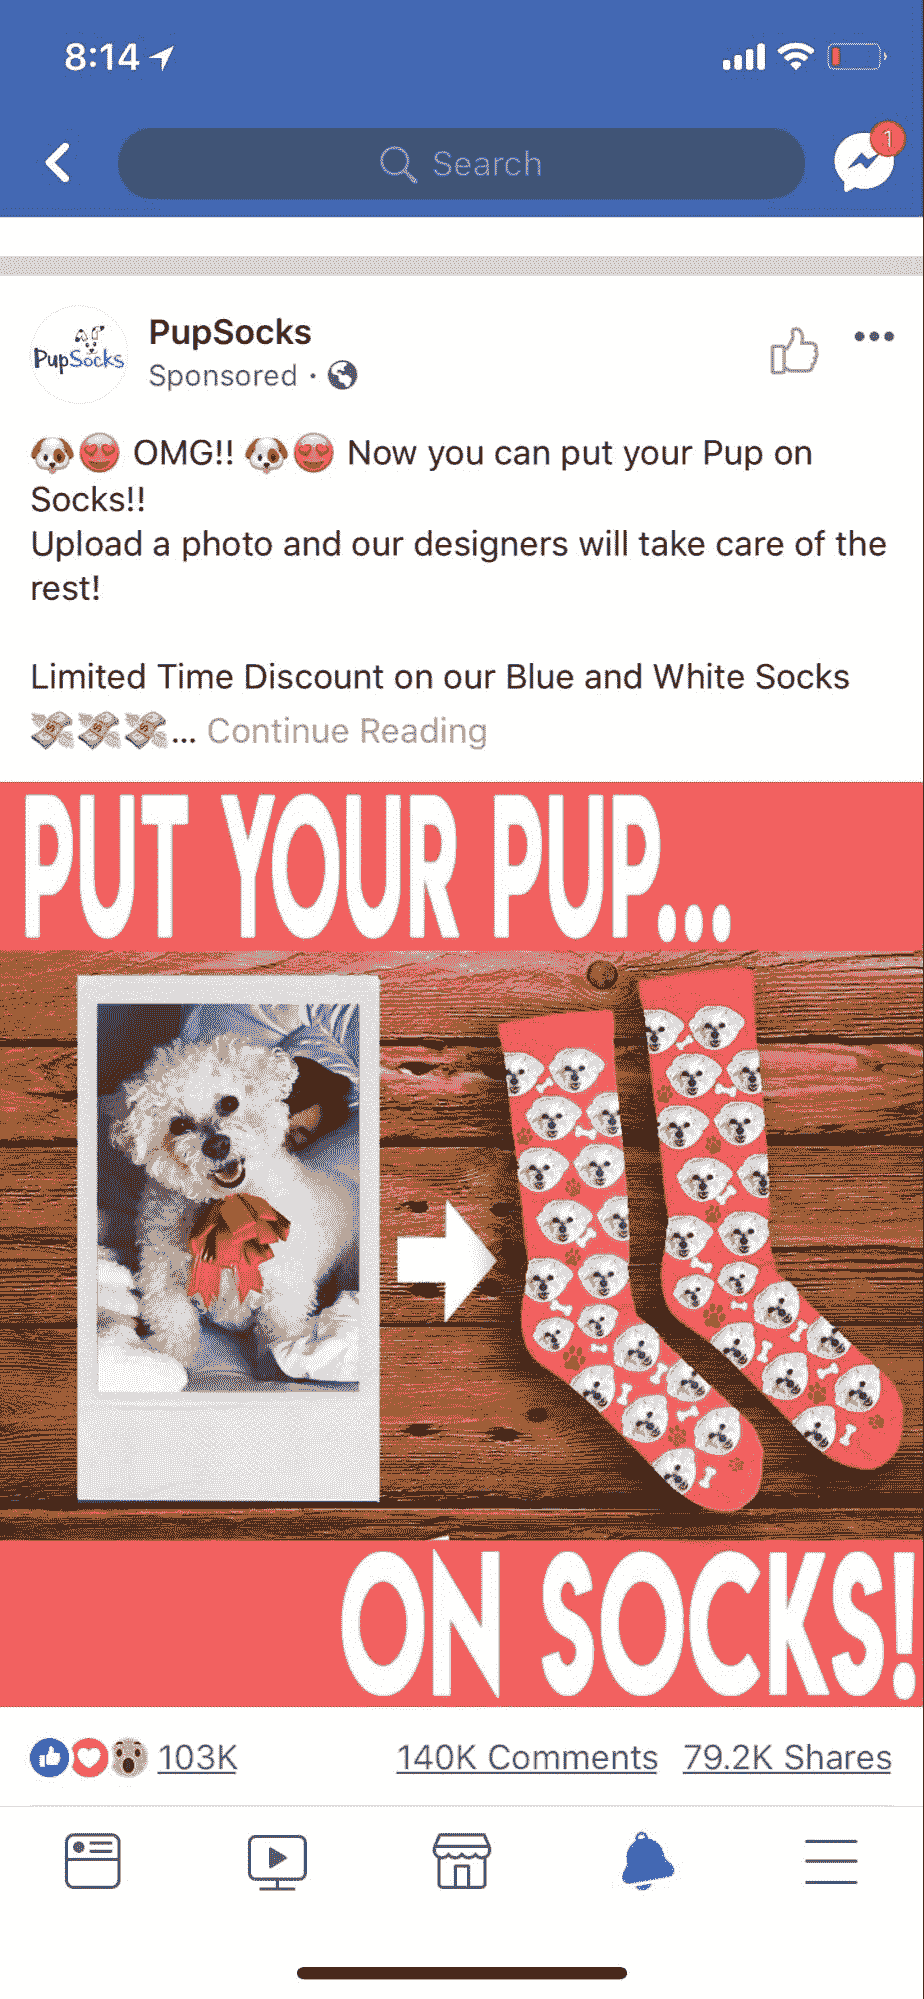 8:14
Search
1
PupSocks
PupSocks
Sponsored ·
🐶😍 OMG!! 🐶😍 Now you can put your Pup on
Socks!!
Upload a photo and our designers will take care of the
rest!
Limited Time Discount on our Blue and White Socks
💸💸💸... Continue Reading
PUT YOUR PUP...
ON SOCKS!
103K
140K Comments 79.2K Shares